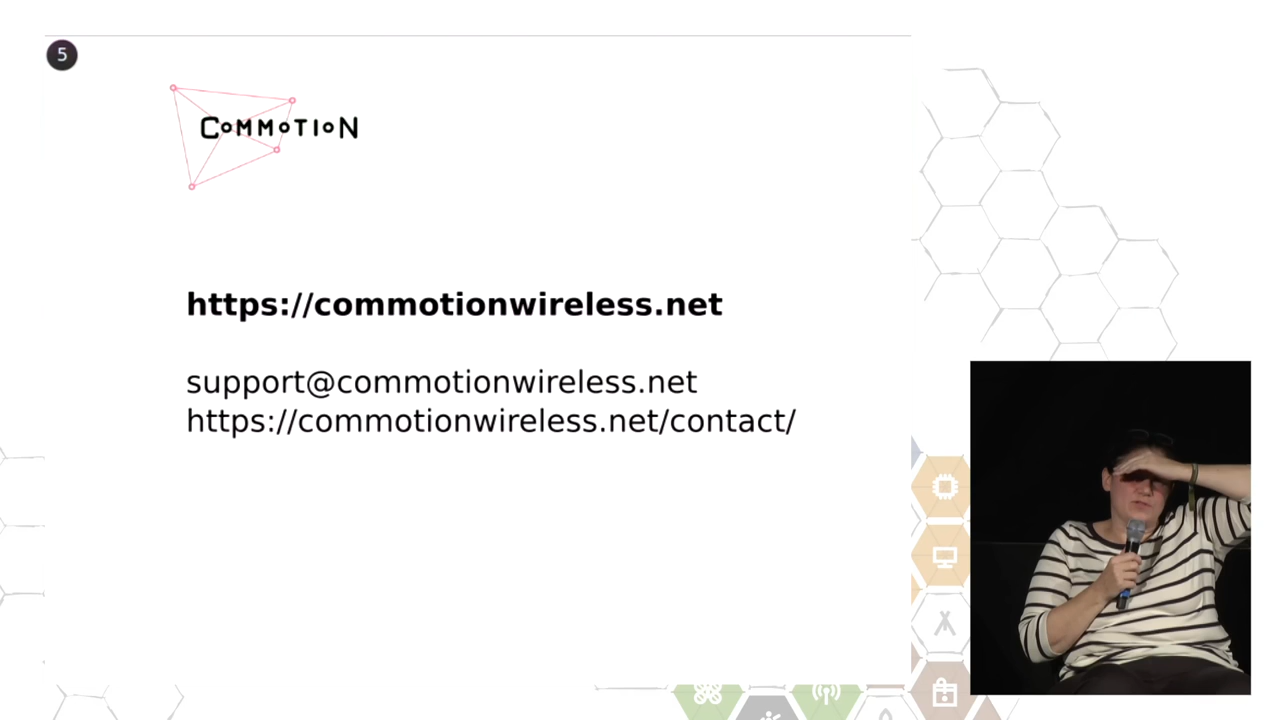 5
COMMOTION
https://commotionwireless.net
support@commotionwireless.net
https://commotionwireless.net/contact/